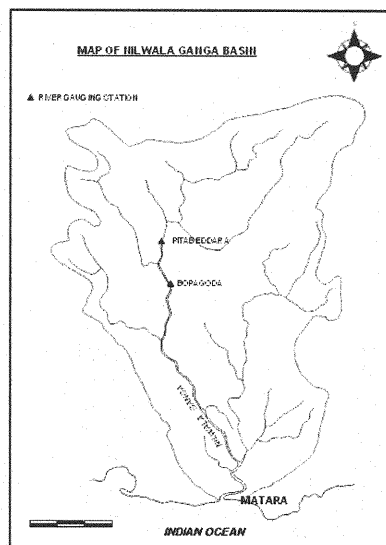 MAP OF NILWALA GANGA BASIN
RIVER GAUGING STATION
PITABEDDARA
BOPAGODA
MATARA
INDIAN OCEAN